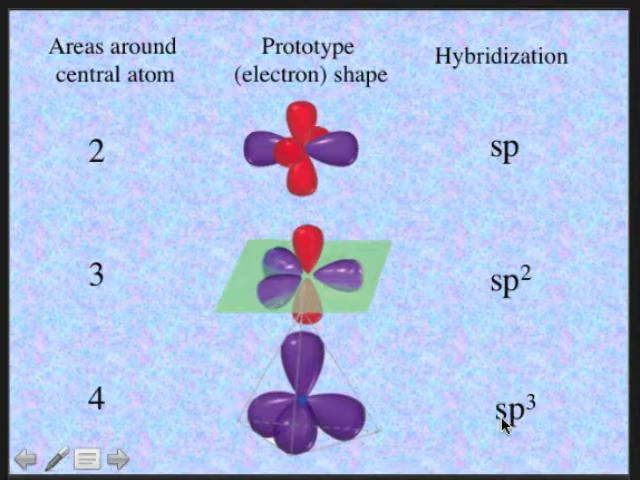 Areas around
central atom
Prototype
(electron) shape
Hybridization
2
sp
3
sp²
4
sp³